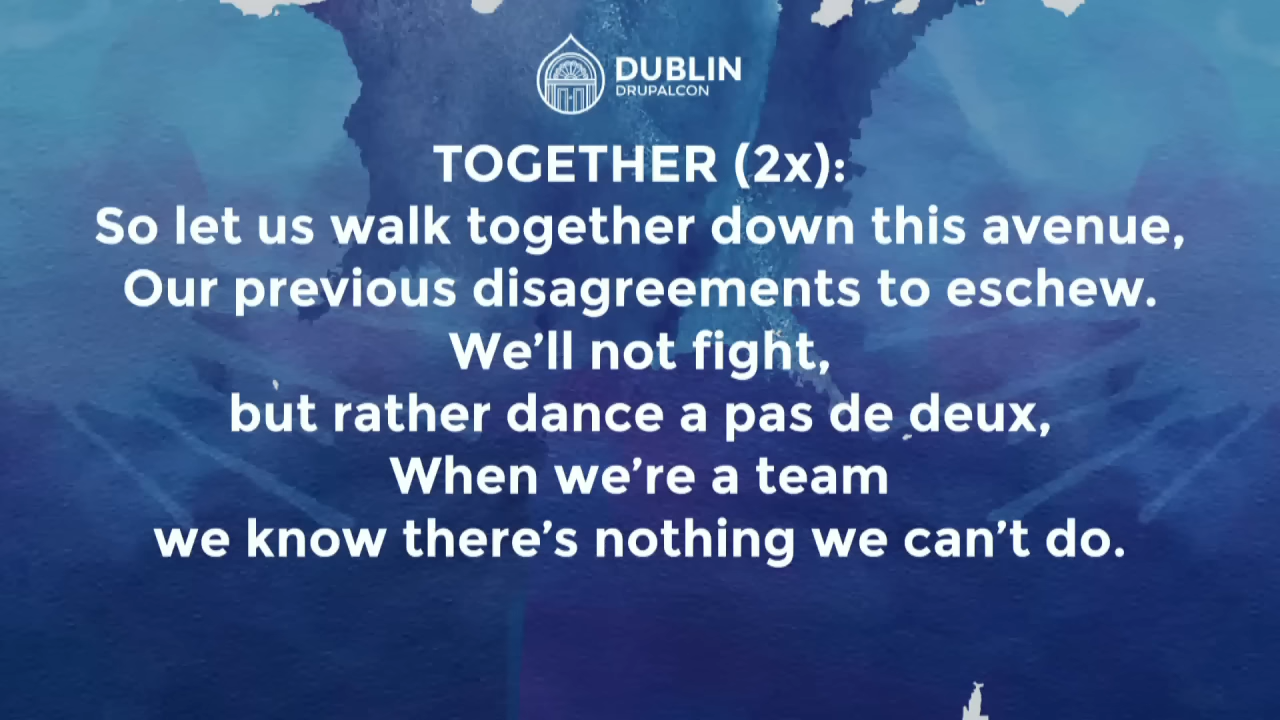 DUBLIN
DRUPALCON
TOGETHER (2x):
So let us walk together down this avenue,
Our previous disagreements to eschew.
We’ll not fight,
but rather dance a pas de deux,
When we’re a team
we know there’s nothing we can’t do.